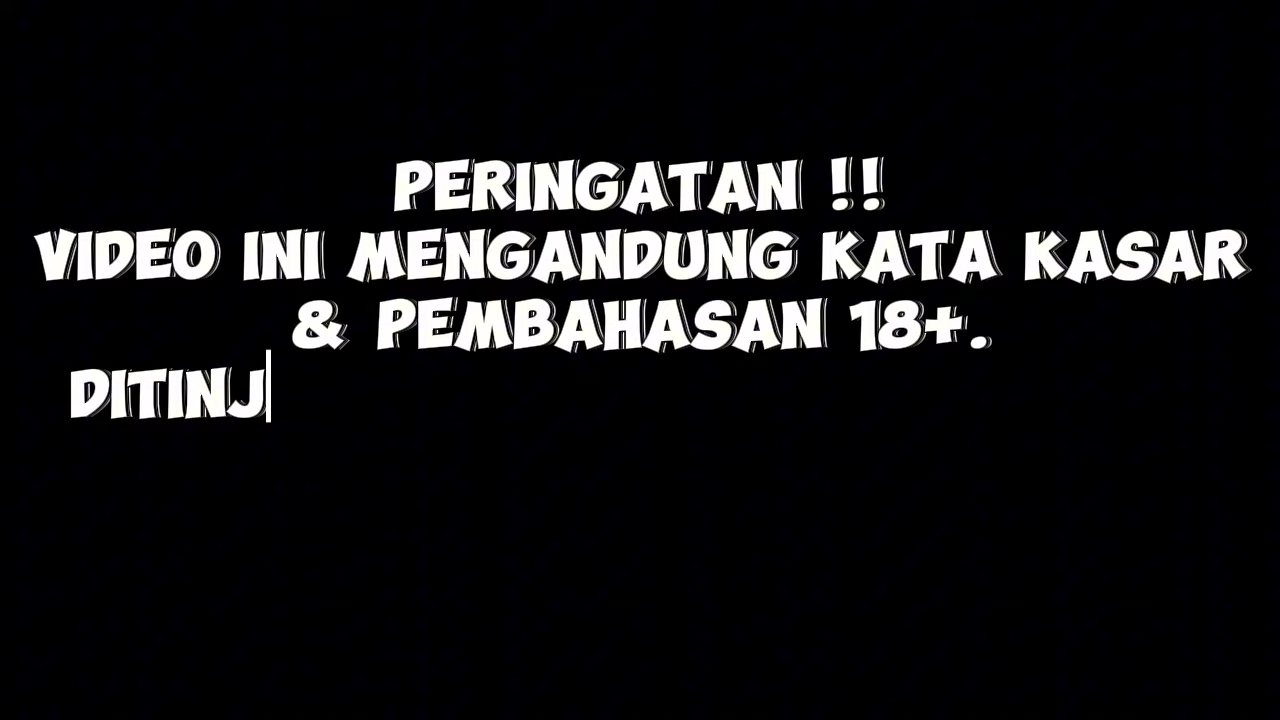 PERINGATAN !!
VIDEO INI MENGANDUNG KATA KASAR
& PEMBAHASAN 18+.
DITINJ